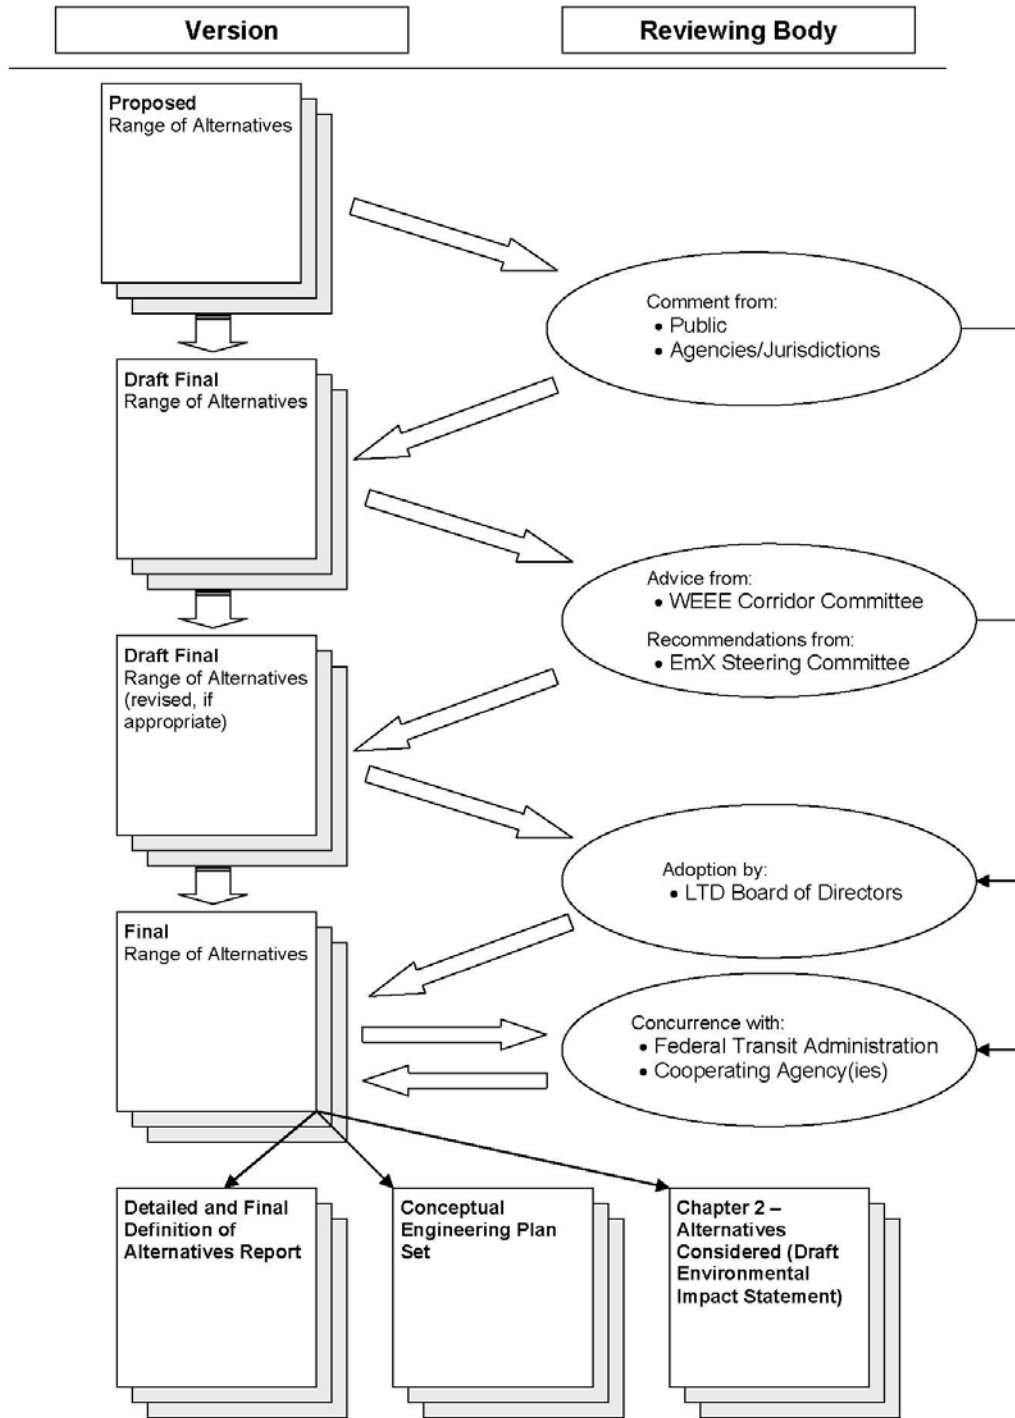 Version
Reviewing Body
Proposed
Range of Alternatives
Comment from:
• Public
• Agencies/Jurisdictions
Draft Final
Range of Alternatives
Advice from:
• WEEE Corridor Committee
Recommendations from:
• EmX Steering Committee
Draft Final
Range of Alternatives
(revised, if
appropriate)
Adoption by:
• LTD Board of Directors
Final
Range of Alternatives
Concurrence with:
• Federal Transit Administration
• Cooperating Agency(ies)
Detailed and Final
Definition of
Alternatives Report
Conceptual
Engineering Plan
Set
Chapter 2 –
Alternatives
Considered (Draft
Environmental
Impact Statement)